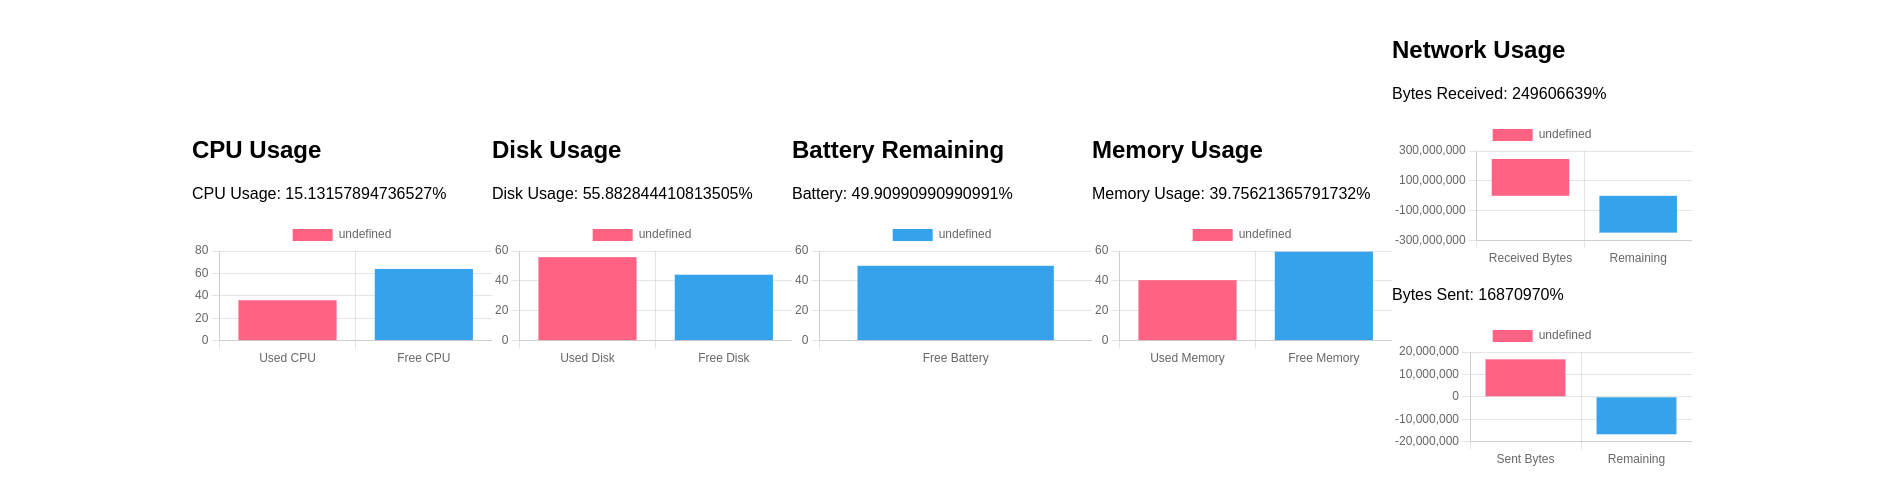 CPU Usage
CPU Usage: 15.13157894736527%
undefined
80
60
40
20
0
Used CPU
Free CPU
Disk Usage
Disk Usage: 55.882844410813505%
undefined
60
40
20
0
Used Disk
Free Disk
Battery Remaining
Battery: 49.90990990990991%
undefined
60
40
20
0
Free Battery
Memory Usage
Memory Usage: 39.75621365791732%
undefined
60
40
20
0
Used Memory
Free Memory
Network Usage
Bytes Received: 249606639%
undefined
300,000,000
100,000,000
-100,000,000
-300,000,000
Received Bytes
Remaining
Bytes Sent: 16870970%
undefined
20,000,000
10,000,000
0
-10,000,000
-20,000,000
Sent Bytes
Remaining